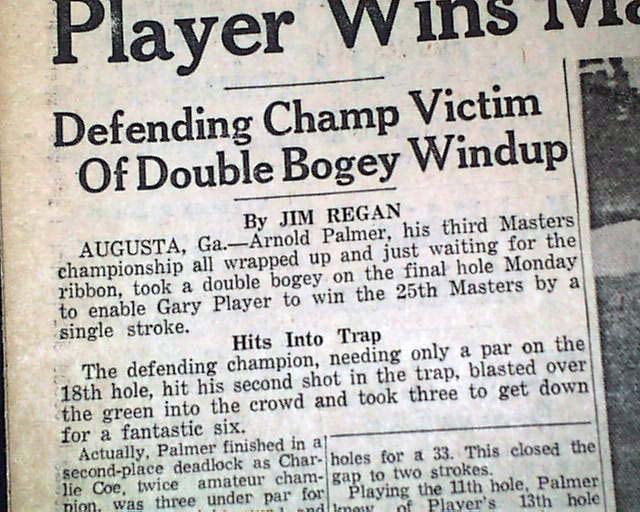 Player Wins Ma
Defending Champ Victim
Of Double Bogey Windup
By JIM REGAN
AUGUSTA, Ga.—Arnold Palmer, his third Masters
championship all wrapped up and just waiting for the
ribbon, took a double bogey on the final hole Monday
to enable Gary Player to win the 25th Masters by a
single stroke.
Hits Into Trap
The defending champion, needing only a par on the
18th hole, hit his second shot in the trap, blasted over
the green into the crowd and took three to get down
for a fantastic six.
Actually, Palmer finished in a
second-place deadlock as Char-
lie Coe, twice amateur cham-
pion, was three under par for
and
holes for a 33. This closed the
gap to two strokes.
Playing the 11th hole, Palmer
knew of Player's 13th hole